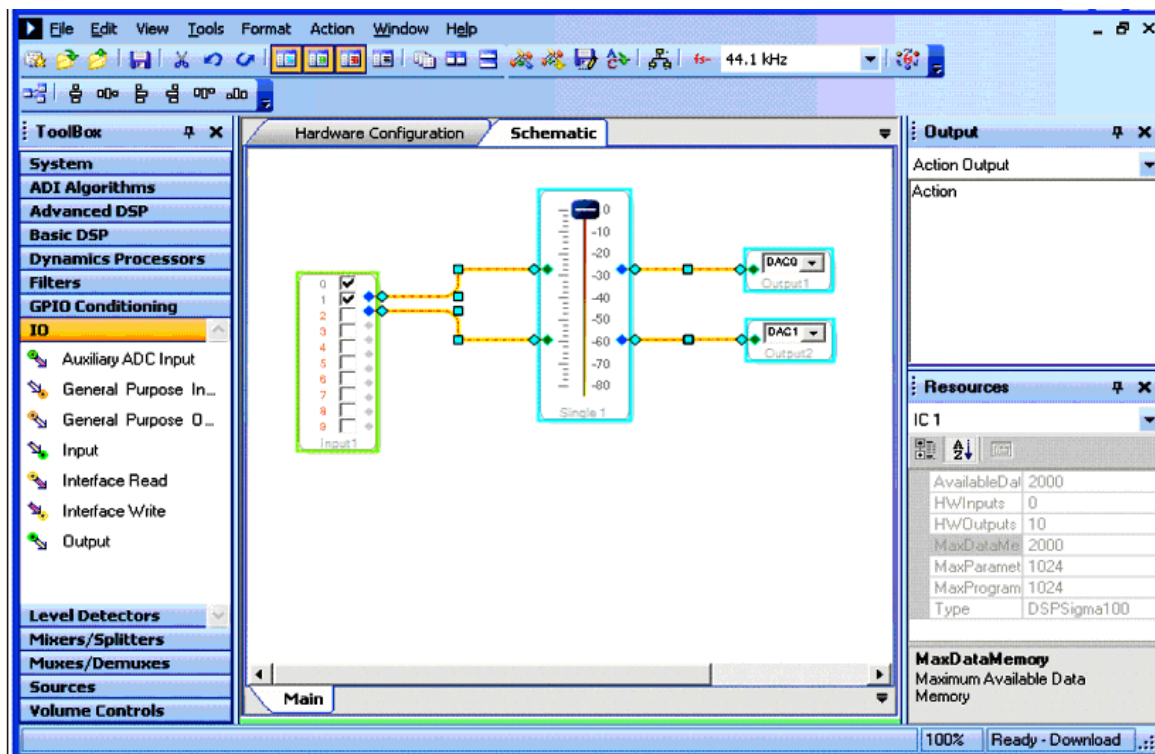 File Edit View Tools Format Action Window Help
44.1 kHz
ToolBox
System
ADI Algorithms
Advanced DSP
Basic DSP
Dynamics Processors
Filters
GPIO Conditioning
IO
Auxiliary ADC Input
General Purpose In...
General Purpose O...
Input
Interface Read
Interface Write
Output
Level Detectors
Mixers/Splitters
Muxes/Demuxes
Sources
Volume Controls
Hardware Configuration
Schematic
0
1
2
3
4
5
6
7
8
9
Input1
0
-10
-20
-30
-40
-50
-60
-70
-80
Single 1
DAC0
Output1
DAC1
Output2
Main
Output
Action Output
Action
Resources
IC 1
AvailableDat 2000
HWInputs 0
HWOutputs 10
MaxDataMe 2000
MaxParamet 1024
MaxProgram 1024
Type DSPSigma100
MaxDataMemory
Maximum Available Data
Memory
100% Ready - Download